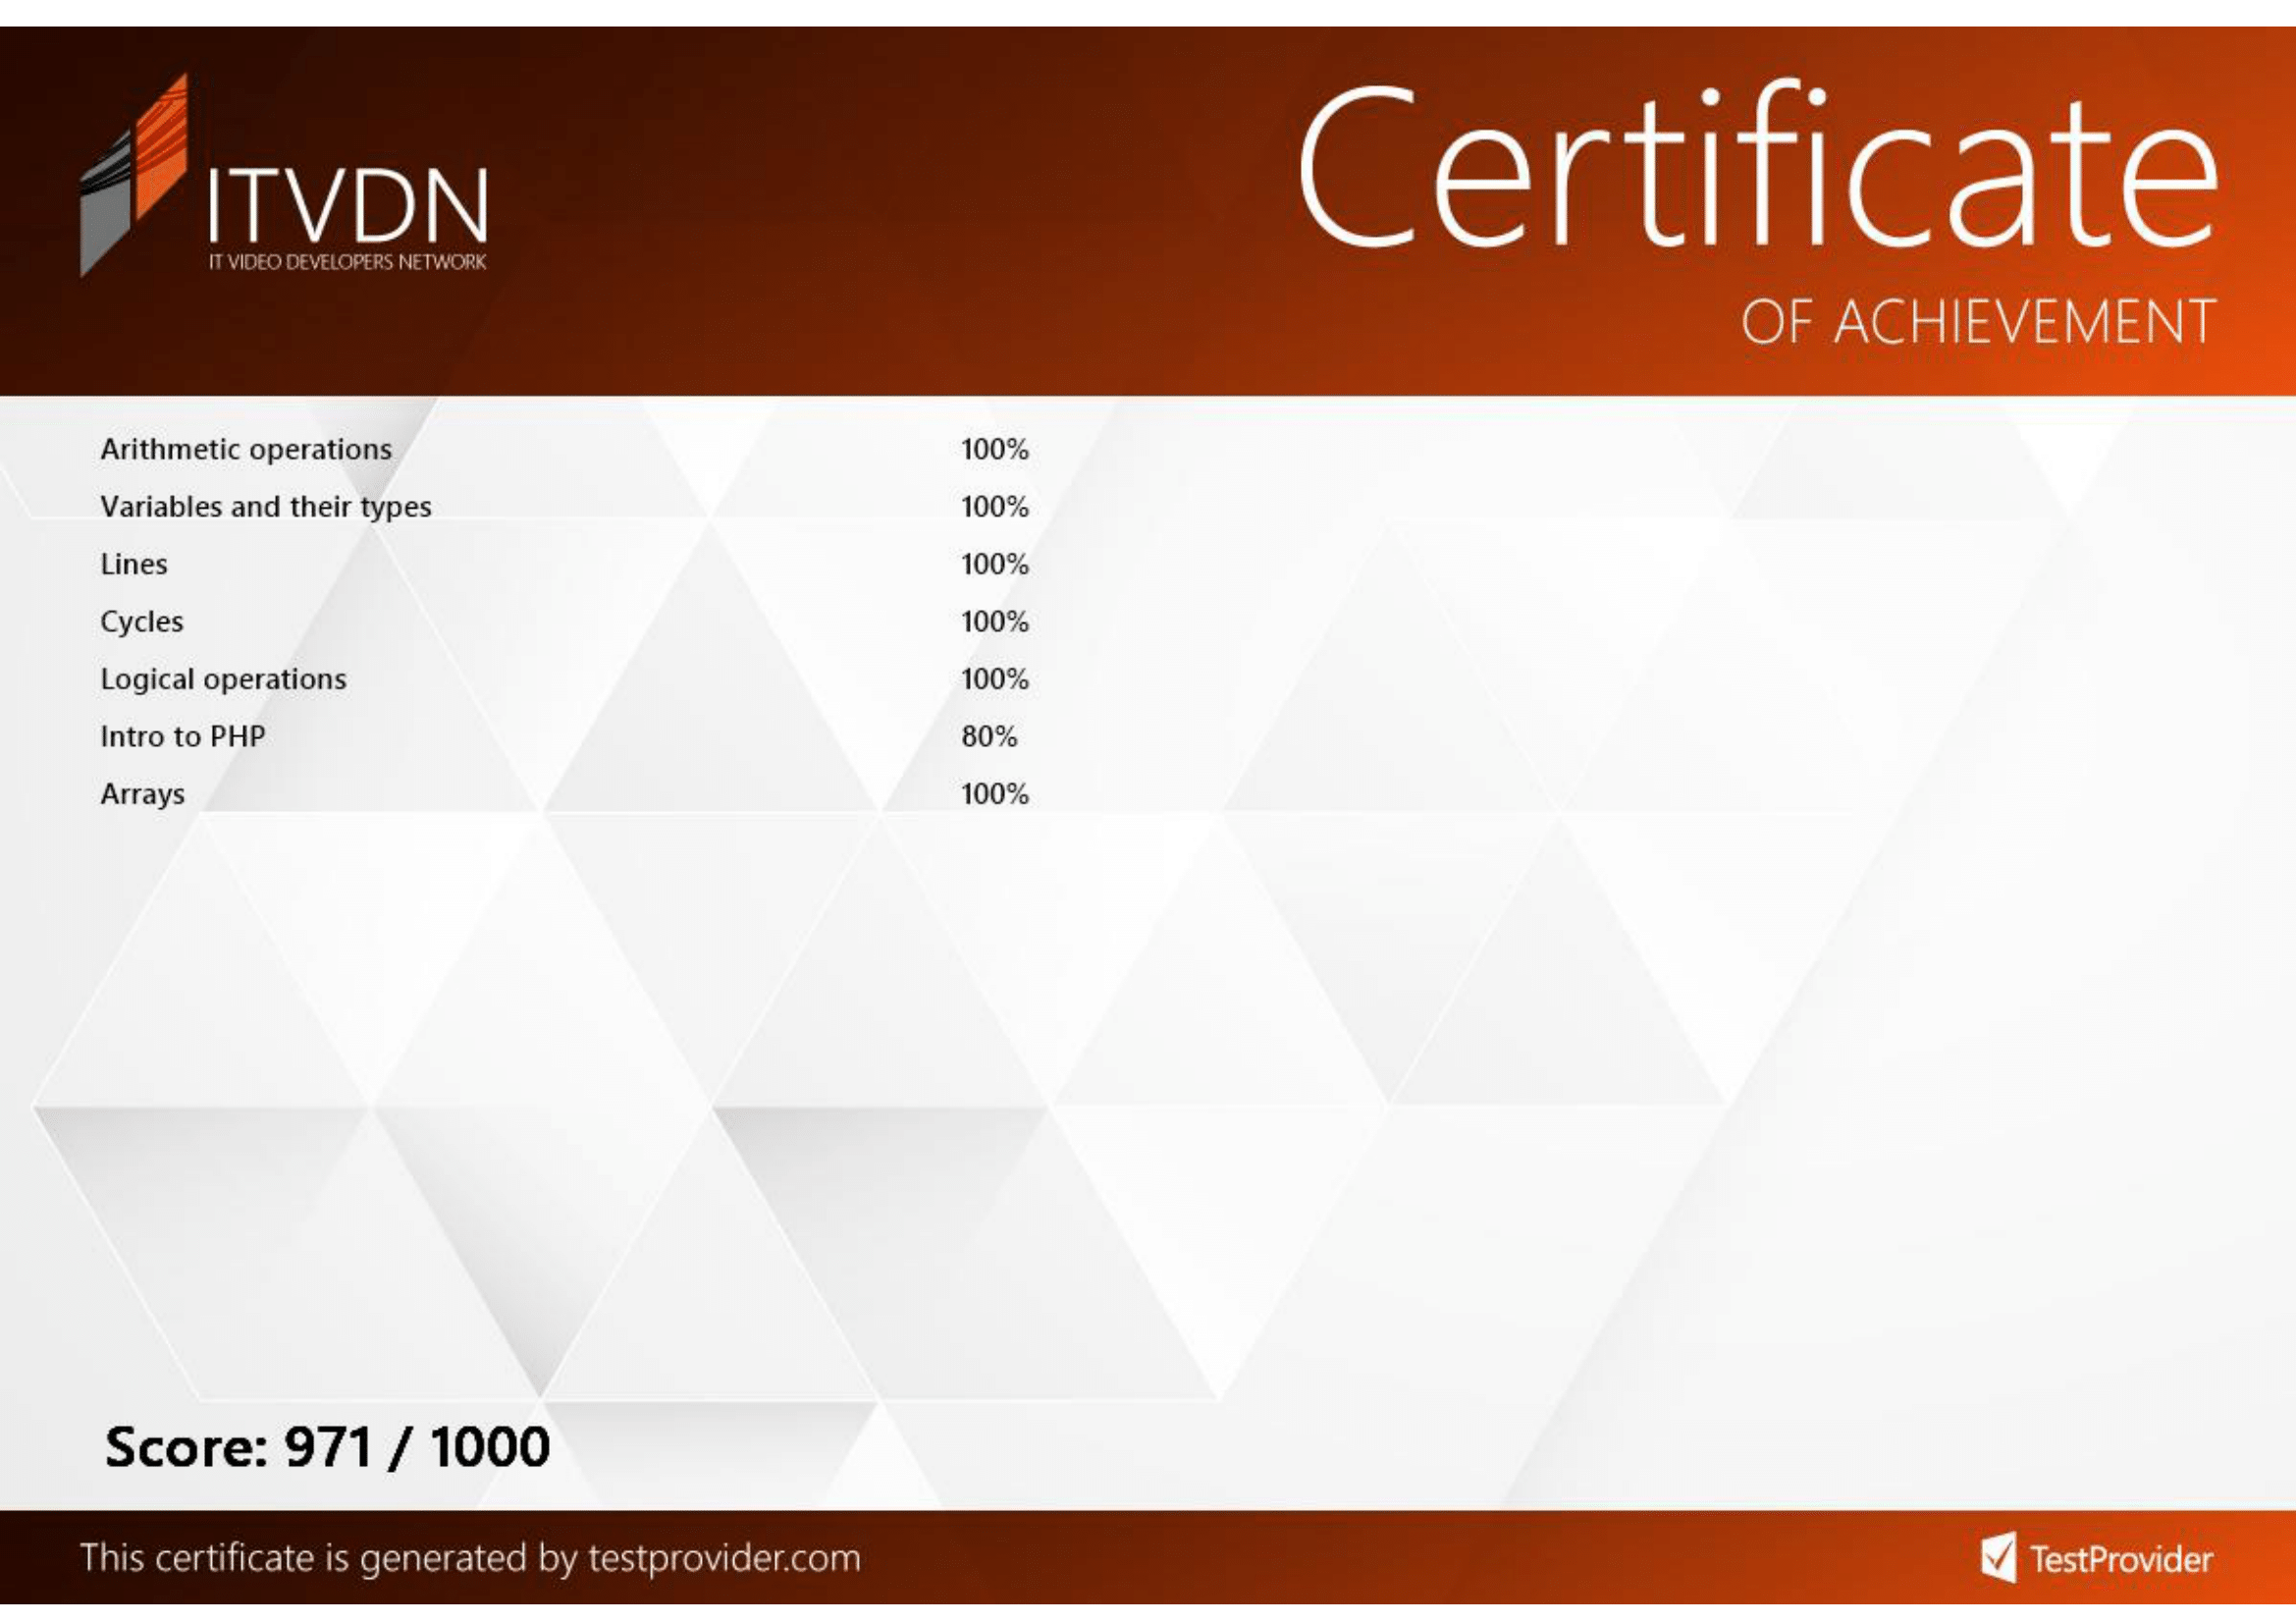 ITVDN
IT VIDEO DEVELOPERS NETWORK
Certificate
OF ACHIEVEMENT
Arithmetic operations 100%
Variables and their types 100%
Lines 100%
Cycles 100%
Logical operations 100%
Intro to PHP 80%
Arrays 100%
Score: 971 / 1000
This certificate is generated by testprovider.com
TestProvider